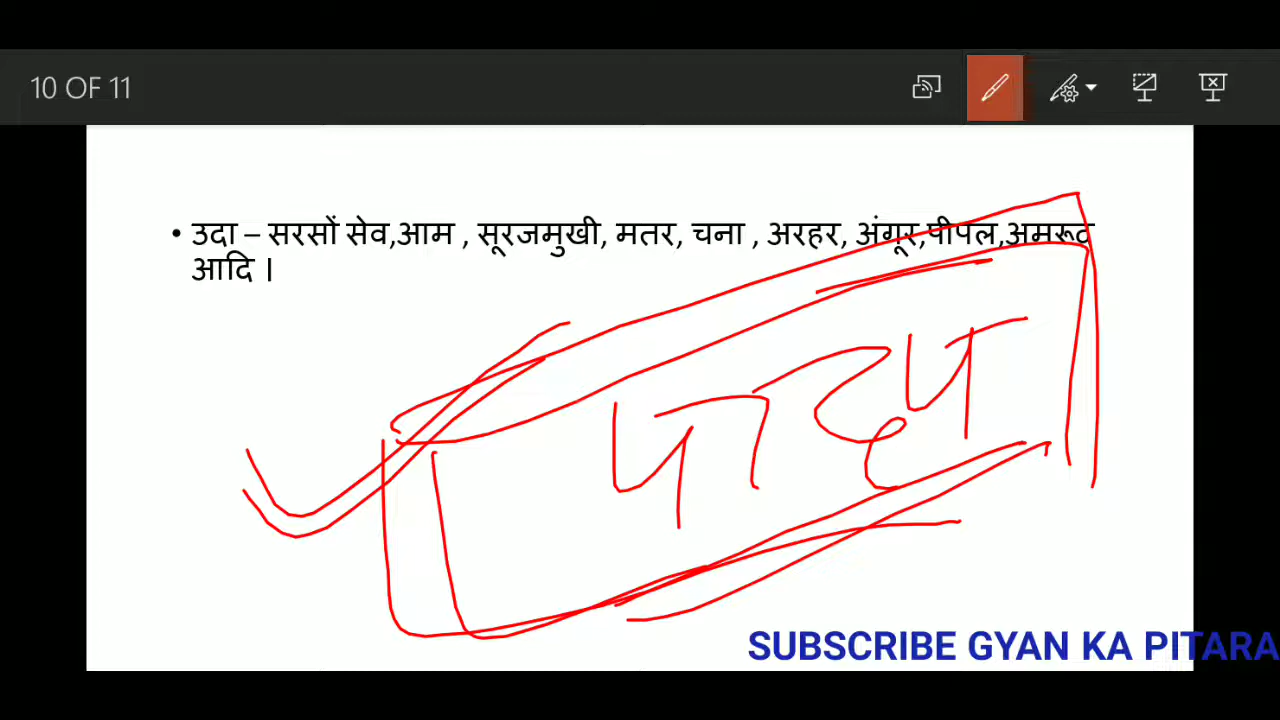 10 OF 11
• उदा – सरसों सेव,आम , सूरजमुखी, मतर, चना , अरहर, अंगूर,पीपल,अमरूद
आदि ।
SUBSCRIBE GYAN KA PITARA